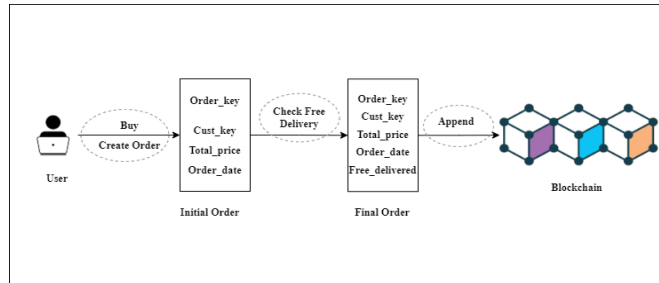 User
Buy
Create Order
Order_key
Cust_key
Total_price
Order_date
Initial Order
Check Free
Delivery
Order_key
Cust_key
Total_price
Order_date
Free_delivered
Final Order
Append
Blockchain